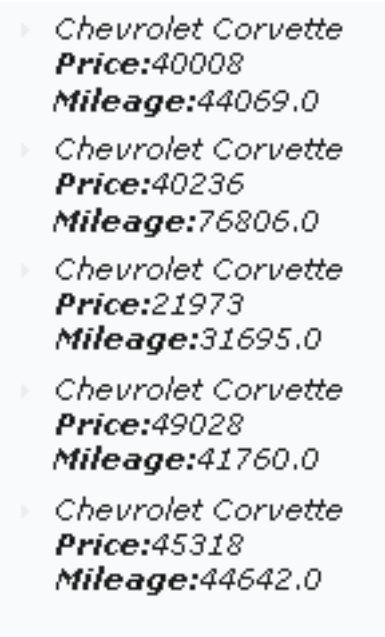 Chevrolet Corvette
Price:40008
Mileage:44069.0
Chevrolet Corvette
Price:40236
Mileage:76806.0
Chevrolet Corvette
Price:21973
Mileage:31695.0
Chevrolet Corvette
Price:49028
Mileage:41760.0
Chevrolet Corvette
Price:45318
Mileage:44642.0